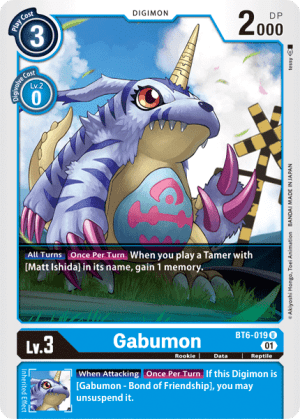 Play Cost
3
DIGIMON
DP
2000
Digivolve Cost
Lv.2
0
All Turns Once Per Turn When you play a Tamer with
[Matt Ishida] in its name, gain 1 memory.
©Akiyoshi Hongo, Toei Animation BANDAI MADE IN JAPAN
BT6-019 R
01
Lv.3 Gabumon
Rookie | Data | Reptile
Inherited Effect
When Attacking Once Per Turn If this Digimon is
[Gabumon - Bond of Friendship], you may
unsuspend it.